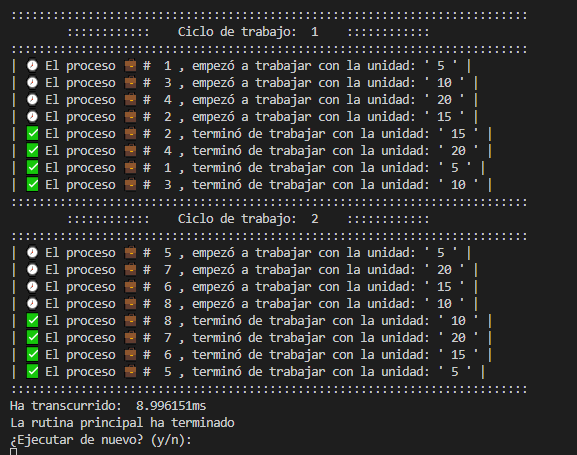 ::::::::::::::::::::::::::::::::::::::::::::::::::::::::::::::::::::::::::
        ::::::::::::    Ciclo de trabajo:  1    ::::::::::::
::::::::::::::::::::::::::::::::::::::::::::::::::::::::::::::::::::::::::
| 🕗 El proceso 💼 #  1 , empezó a trabajar con la unidad: ' 5 ' |
| 🕗 El proceso 💼 #  3 , empezó a trabajar con la unidad: ' 10 ' |
| 🕗 El proceso 💼 #  4 , empezó a trabajar con la unidad: ' 20 ' |
| 🕗 El proceso 💼 #  2 , empezó a trabajar con la unidad: ' 15 ' |
| ✅ El proceso 💼 #  2 , terminó de trabajar con la unidad: ' 15 ' |
| ✅ El proceso 💼 #  4 , terminó de trabajar con la unidad: ' 20 ' |
| ✅ El proceso 💼 #  1 , terminó de trabajar con la unidad: ' 5 ' |
| ✅ El proceso 💼 #  3 , terminó de trabajar con la unidad: ' 10 ' |
::::::::::::::::::::::::::::::::::::::::::::::::::::::::::::::::::::::::::
        ::::::::::::    Ciclo de trabajo:  2    ::::::::::::
::::::::::::::::::::::::::::::::::::::::::::::::::::::::::::::::::::::::::
| 🕗 El proceso 💼 #  5 , empezó a trabajar con la unidad: ' 5 ' |
| 🕗 El proceso 💼 #  7 , empezó a trabajar con la unidad: ' 20 ' |
| 🕗 El proceso 💼 #  6 , empezó a trabajar con la unidad: ' 15 ' |
| 🕗 El proceso 💼 #  8 , empezó a trabajar con la unidad: ' 10 ' |
| ✅ El proceso 💼 #  8 , terminó de trabajar con la unidad: ' 10 ' |
| ✅ El proceso 💼 #  7 , terminó de trabajar con la unidad: ' 20 ' |
| ✅ El proceso 💼 #  6 , terminó de trabajar con la unidad: ' 15 ' |
| ✅ El proceso 💼 #  5 , terminó de trabajar con la unidad: ' 5 ' |
::::::::::::::::::::::::::::::::::::::::::::::::::::::::::::::::::::::::::
Ha transcurrido:  8.996151ms
La rutina principal ha terminado
¿Ejecutar de nuevo? (y/n):